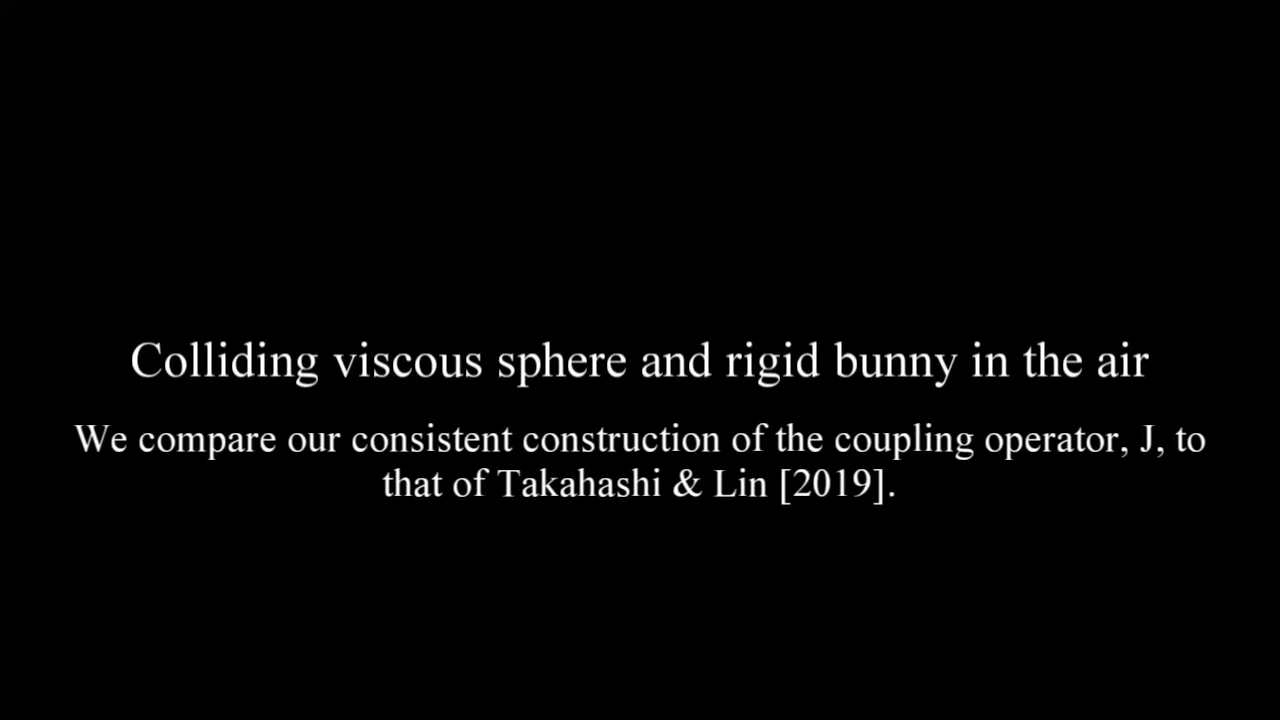 Colliding viscous sphere and rigid bunny in the air
We compare our consistent construction of the coupling operator, J, to
that of Takahashi & Lin [2019].